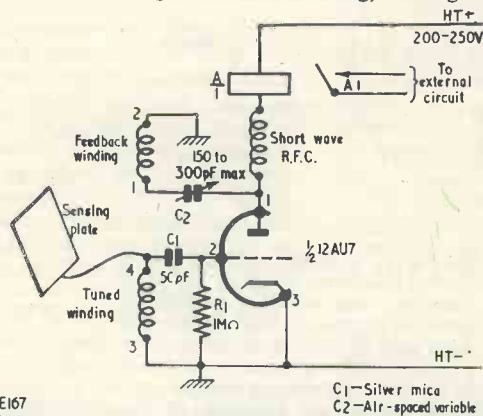 HT+
200-250V
A
1
A1
To
external
circuit
2
Feedback
winding
1
150 to
300pF max
C2
Short wave
R.F.C.
1
Sensing
plate
C1
50pF
4
2
½ 12AU7
3
Tuned
winding
R1
1MΩ
3
HT-
E167
C1-Silver mica
C2-Air-spaced variable